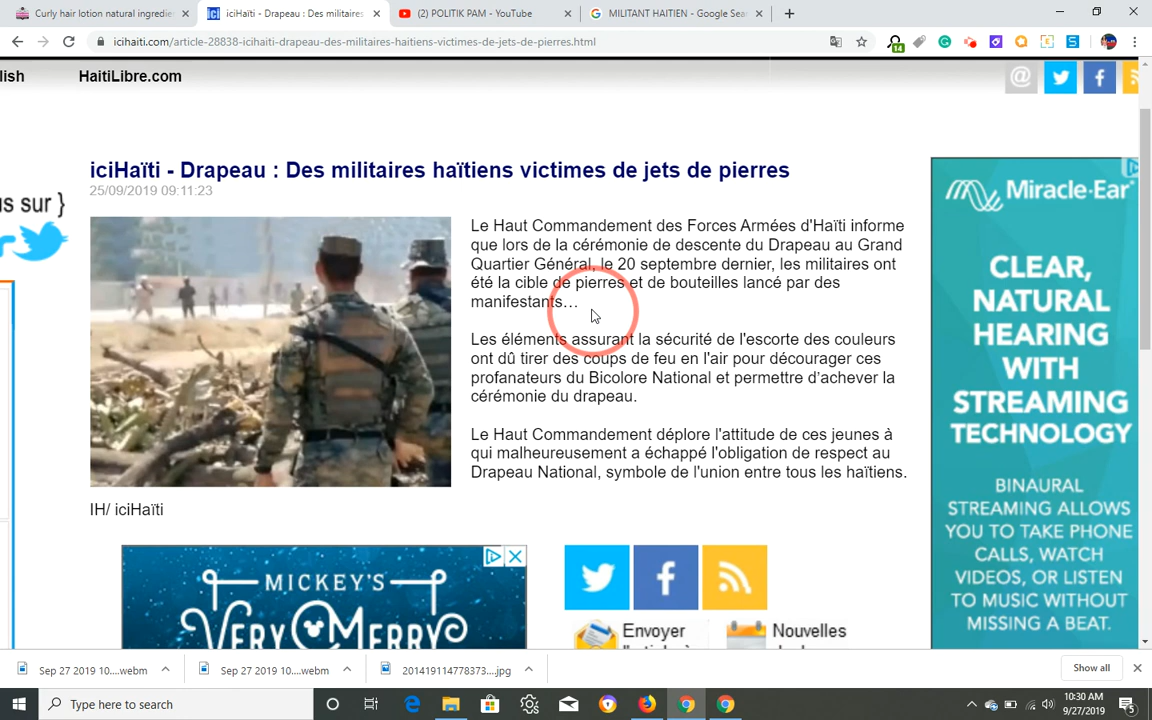 Curly hair lotion natural ingredie
iciHaïti - Drapeau : Des militaires
(2) POLITIK PAM - YouTube
MILITANT HAITIEN - Google Sear
icihaiti.com/article-28838-icihaiti-drapeau-des-militaires-haitiens-victimes-de-jets-de-pierres.html
14
lish
HaitiLibre.com
iciHaïti - Drapeau : Des militaires haïtiens victimes de jets de pierres
25/09/2019 09:11:23
us sur }
Le Haut Commandement des Forces Armées d'Haïti informe
que lors de la cérémonie de descente du Drapeau au Grand
Quartier Général, le 20 septembre dernier, les militaires ont
été la cible de pierres et de bouteilles lancé par des
manifestants…
Les éléments assurant la sécurité de l'escorte des couleurs
ont dû tirer des coups de feu en l'air pour décourager ces
profanateurs du Bicolore National et permettre d'achever la
cérémonie du drapeau.
Le Haut Commandement déplore l'attitude de ces jeunes à
qui malheureusement a échappé l'obligation de respect au
Drapeau National, symbole de l'union entre tous les haïtiens.
IH/ iciHaïti
Miracle-Ear®
CLEAR,
NATURAL
HEARING
WITH
STREAMING
TECHNOLOGY
BINAURAL
STREAMING ALLOWS
YOU TO TAKE PHONE
CALLS, WATCH
VIDEOS, OR LISTEN
TO MUSIC WITHOUT
MISSING A BEAT.
MICKEY'S
VERY MERRY
Envoyer
Nouvelles
Sep 27 2019 10....webm
Sep 27 2019 10....webm
201419114778373....jpg
Show all
Type here to search
10:30 AM
9/27/2019
5